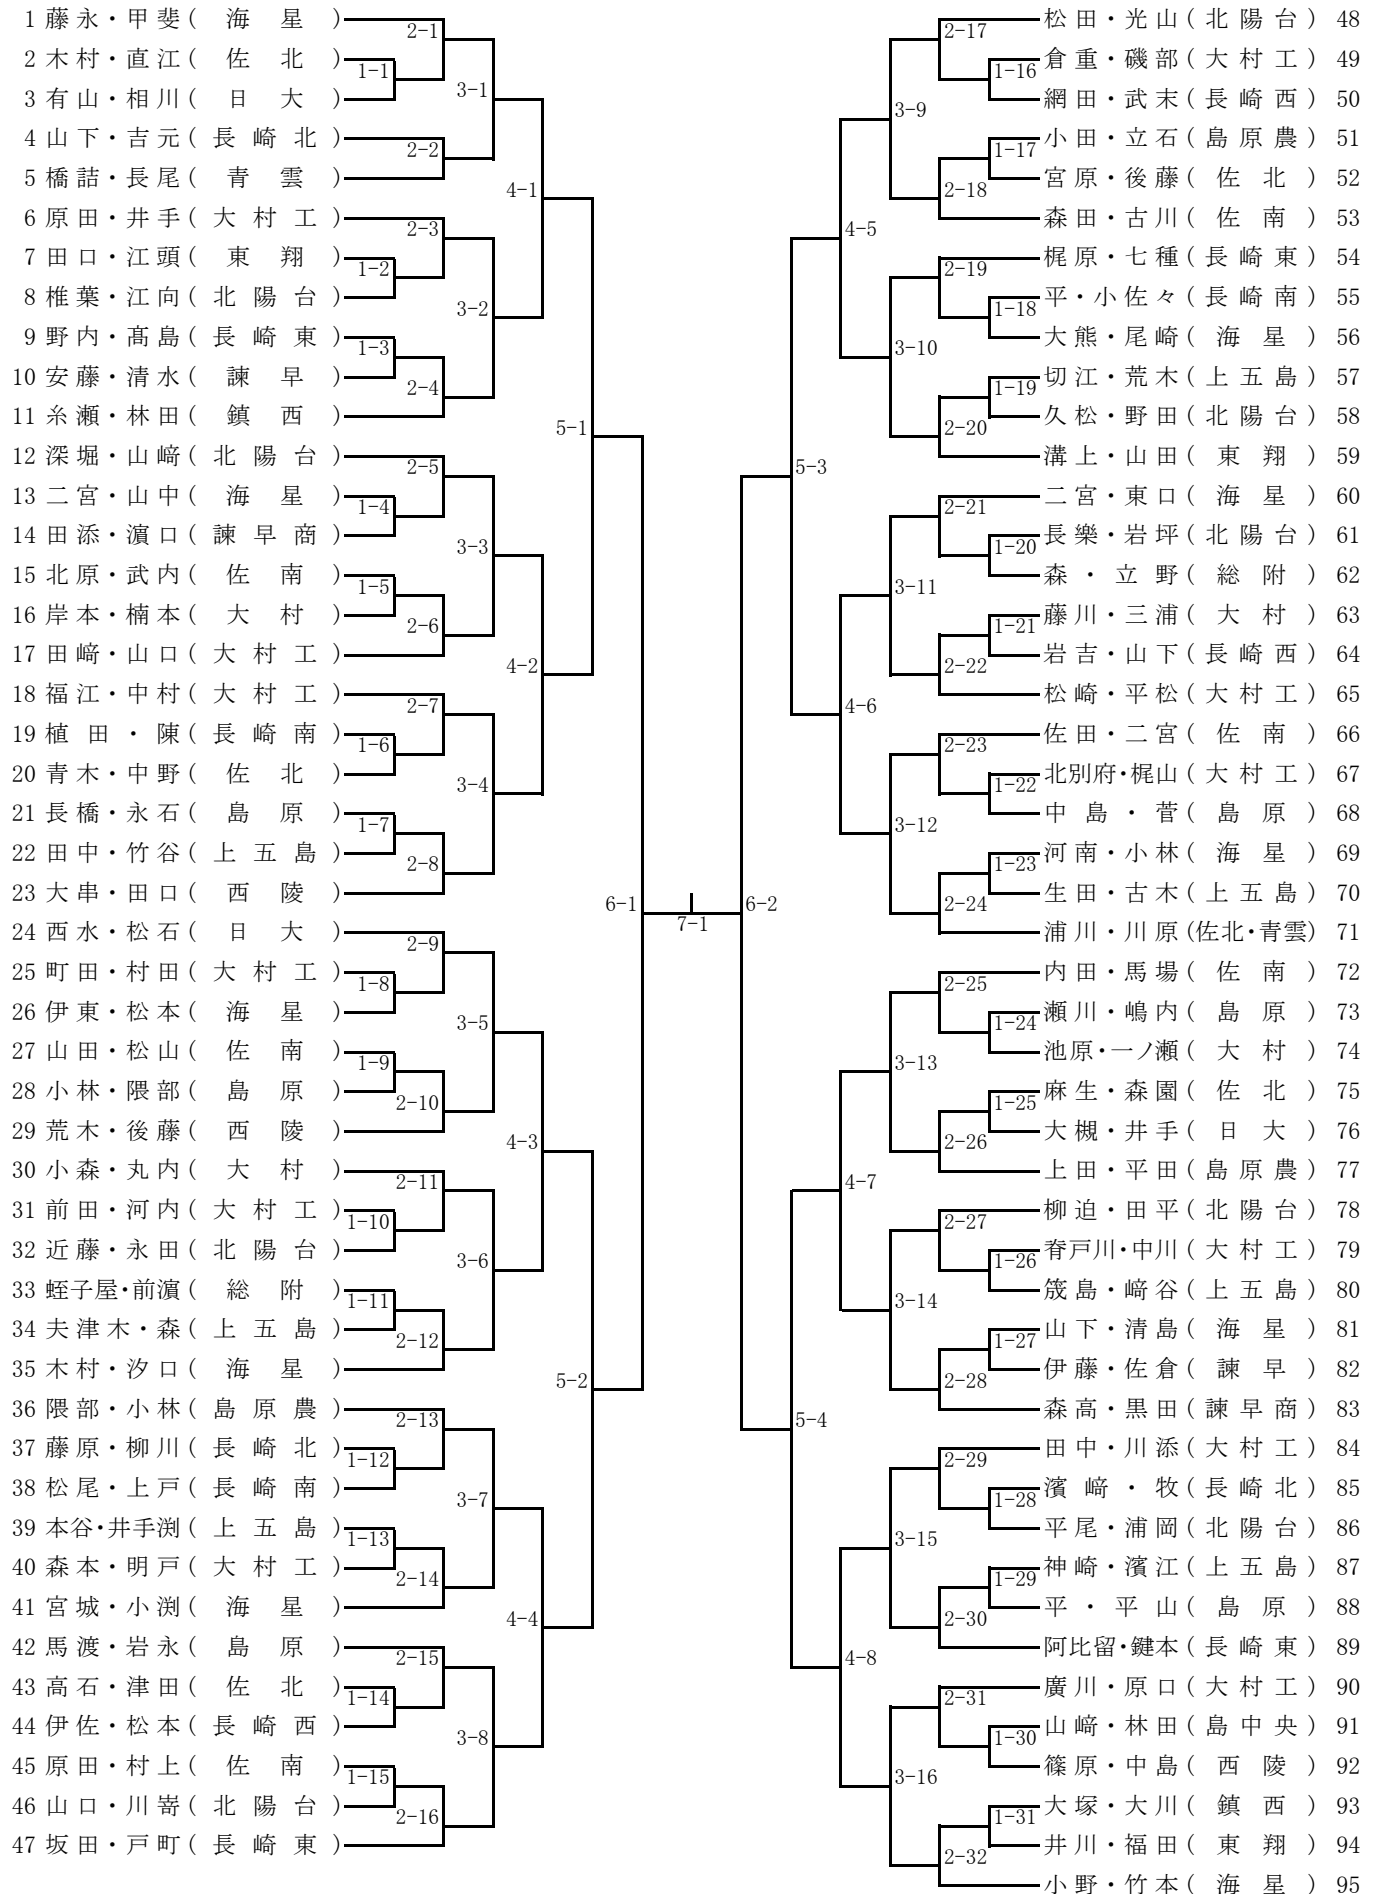 1 藤永・甲斐(海星)
2 木村・直江(佐北)
3 有山・相川(日大)
4 山下・吉元(長崎北)
5 橋詰・長尾(青雲)
6 原田・井手(大村工)
7 田口・江頭(東翔)
8 椎葉・江向(北陽台)
9 野内・髙島(長崎東)
10 安藤・清水(諫早)
11 糸瀬・林田(鎮西)
12 深堀・山﨑(北陽台)
13 二宮・山中(海星)
14 田添・濵口(諫早商)
15 北原・武内(佐南)
16 岸本・楠本(大村)
17 田﨑・山口(大村工)
18 福江・中村(大村工)
19 植田・陳(長崎南)
20 青木・中野(佐北)
21 長橋・永石(島原)
22 田中・竹谷(上五島)
23 大串・田口(西陵)
24 西水・松石(日大)
25 町田・村田(大村工)
26 伊東・松本(海星)
27 山田・松山(佐南)
28 小林・隈部(島原)
29 荒木・後藤(西陵)
30 小森・丸内(大村)
31 前田・河内(大村工)
32 近藤・永田(北陽台)
33 蛭子屋・前濵(総附)
34 夫津木・森(上五島)
35 木村・汐口(海星)
36 隈部・小林(島原農)
37 藤原・柳川(長崎北)
38 松尾・上戸(長崎南)
39 本谷・井手渕(上五島)
40 森本・明戸(大村工)
41 宮城・小渕(海星)
42 馬渡・岩永(島原)
43 高石・津田(佐北)
44 伊佐・松本(長崎西)
45 原田・村上(佐南)
46 山口・川嵜(北陽台)
47 坂田・戸町(長崎東)
1-1
1-2
1-3
1-4
1-5
1-6
1-7
1-8
1-9
1-10
1-11
1-12
1-13
1-14
1-15
2-1
2-2
2-3
2-4
2-5
2-6
2-7
2-8
2-9
2-10
2-11
2-12
2-13
2-14
2-15
2-16
3-1
3-2
3-3
3-4
3-5
3-6
3-7
3-8
4-1
4-2
4-3
4-4
5-1
5-2
6-1
7-1
6-2
5-3
5-4
4-5
4-6
4-7
4-8
3-9
3-10
3-11
3-12
3-13
3-14
3-15
3-16
2-17
2-18
2-19
2-20
2-21
2-22
2-23
2-24
2-25
2-26
2-27
2-28
2-29
2-30
2-31
2-32
1-16
1-17
1-18
1-19
1-20
1-21
1-22
1-23
1-24
1-25
1-26
1-27
1-28
1-29
1-30
1-31
松田・光山(北陽台) 48
倉重・磯部(大村工) 49
網田・武末(長崎西) 50
小田・立石(島原農) 51
宮原・後藤(佐北) 52
森田・古川(佐南) 53
梶原・七種(長崎東) 54
平・小佐々(長崎南) 55
大熊・尾崎(海星) 56
切江・荒木(上五島) 57
久松・野田(北陽台) 58
溝上・山田(東翔) 59
二宮・東口(海星) 60
長樂・岩坪(北陽台) 61
森・立野(総附) 62
藤川・三浦(大村) 63
岩吉・山下(長崎西) 64
松崎・平松(大村工) 65
佐田・二宮(佐南) 66
北別府・梶山(大村工) 67
中島・菅(島原) 68
河南・小林(海星) 69
生田・古木(上五島) 70
浦川・川原(佐北・青雲) 71
内田・馬場(佐南) 72
瀬川・嶋内(島原) 73
池原・一ノ瀬(大村) 74
麻生・森園(佐北) 75
大槻・井手(日大) 76
上田・平田(島原農) 77
柳迫・田平(北陽台) 78
脊戸川・中川(大村工) 79
筬島・﨑谷(上五島) 80
山下・清島(海星) 81
伊藤・佐倉(諫早) 82
森高・黒田(諫早商) 83
田中・川添(大村工) 84
濱﨑・牧(長崎北) 85
平尾・浦岡(北陽台) 86
神崎・濱江(上五島) 87
平・平山(島原) 88
阿比留・鍵本(長崎東) 89
廣川・原口(大村工) 90
山﨑・林田(島中央) 91
篠原・中島(西陵) 92
大塚・大川(鎮西) 93
井川・福田(東翔) 94
小野・竹本(海星) 95